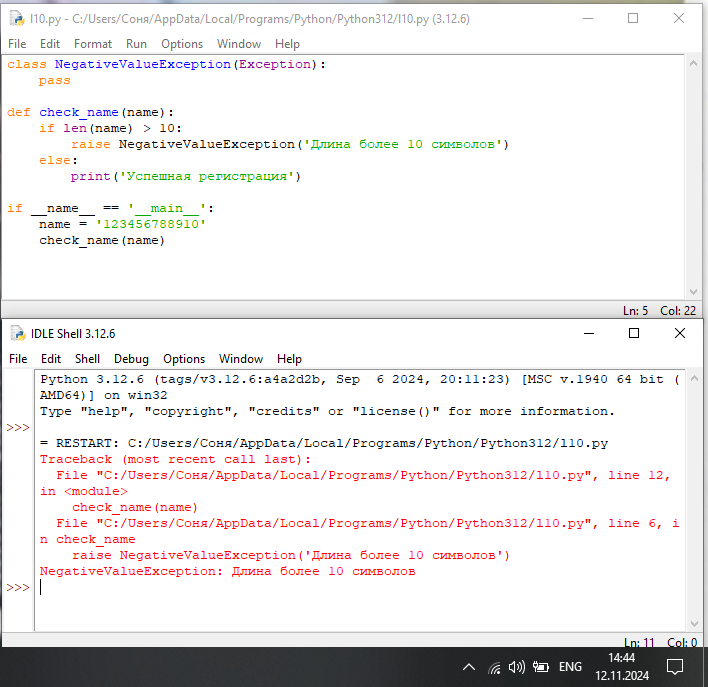 l10.py - C:/Users/Соня/AppData/Local/Programs/Python/Python312/l10.py (3.12.6)
File Edit Format Run Options Window Help
class NegativeValueException(Exception):
    pass
def check_name(name):
    if len(name) > 10:
        raise NegativeValueException('Длина более 10 символов')
    else:
        print('Успешная регистрация')
if __name__ == '__main__':
    name = '123456788910'
    check_name(name)
Ln: 5 Col: 22
IDLE Shell 3.12.6
File Edit Shell Debug Options Window Help
Python 3.12.6 (tags/v3.12.6:a4a2d2b, Sep  6 2024, 20:11:23) [MSC v.1940 64 bit (
AMD64)] on win32
Type "help", "copyright", "credits" or "license()" for more information.
>>>
= RESTART: C:/Users/Соня/AppData/Local/Programs/Python/Python312/l10.py
Traceback (most recent call last):
  File "C:/Users/Соня/AppData/Local/Programs/Python/Python312/l10.py", line 12,
in <module>
    check_name(name)
  File "C:/Users/Соня/AppData/Local/Programs/Python/Python312/l10.py", line 6, i
n check_name
    raise NegativeValueException('Длина более 10 символов')
NegativeValueException: Длина более 10 символов
>>>
Ln: 11 Col: 0
ENG
14:44
12.11.2024